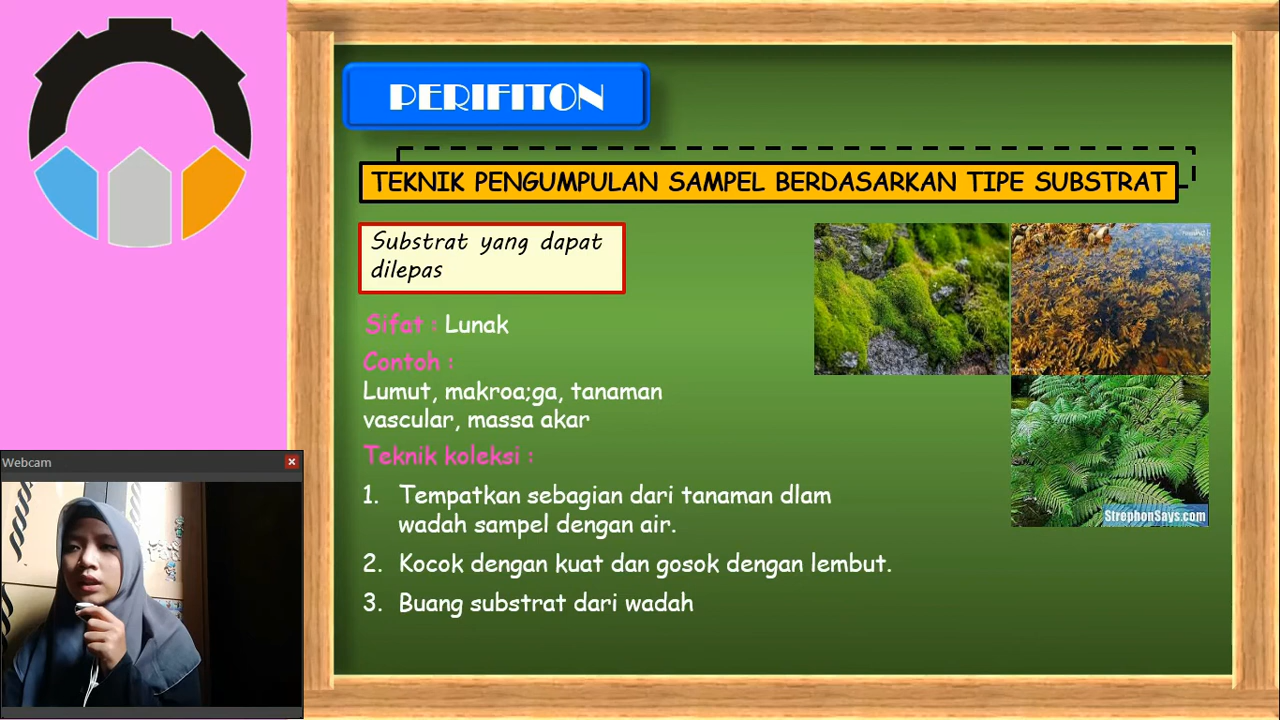 PERIFITON
TEKNIK PENGUMPULAN SAMPEL BERDASARKAN TIPE SUBSTRAT
Substrat yang dapat
dilepas
Sifat : Lunak
Contoh :
Lumut, makroa;ga, tanaman
vascular, massa akar
Teknik koleksi :
1. Tempatkan sebagian dari tanaman dlam
wadah sampel dengan air.
2. Kocok dengan kuat dan gosok dengan lembut.
3. Buang substrat dari wadah
StrephonSays.com
Webcam